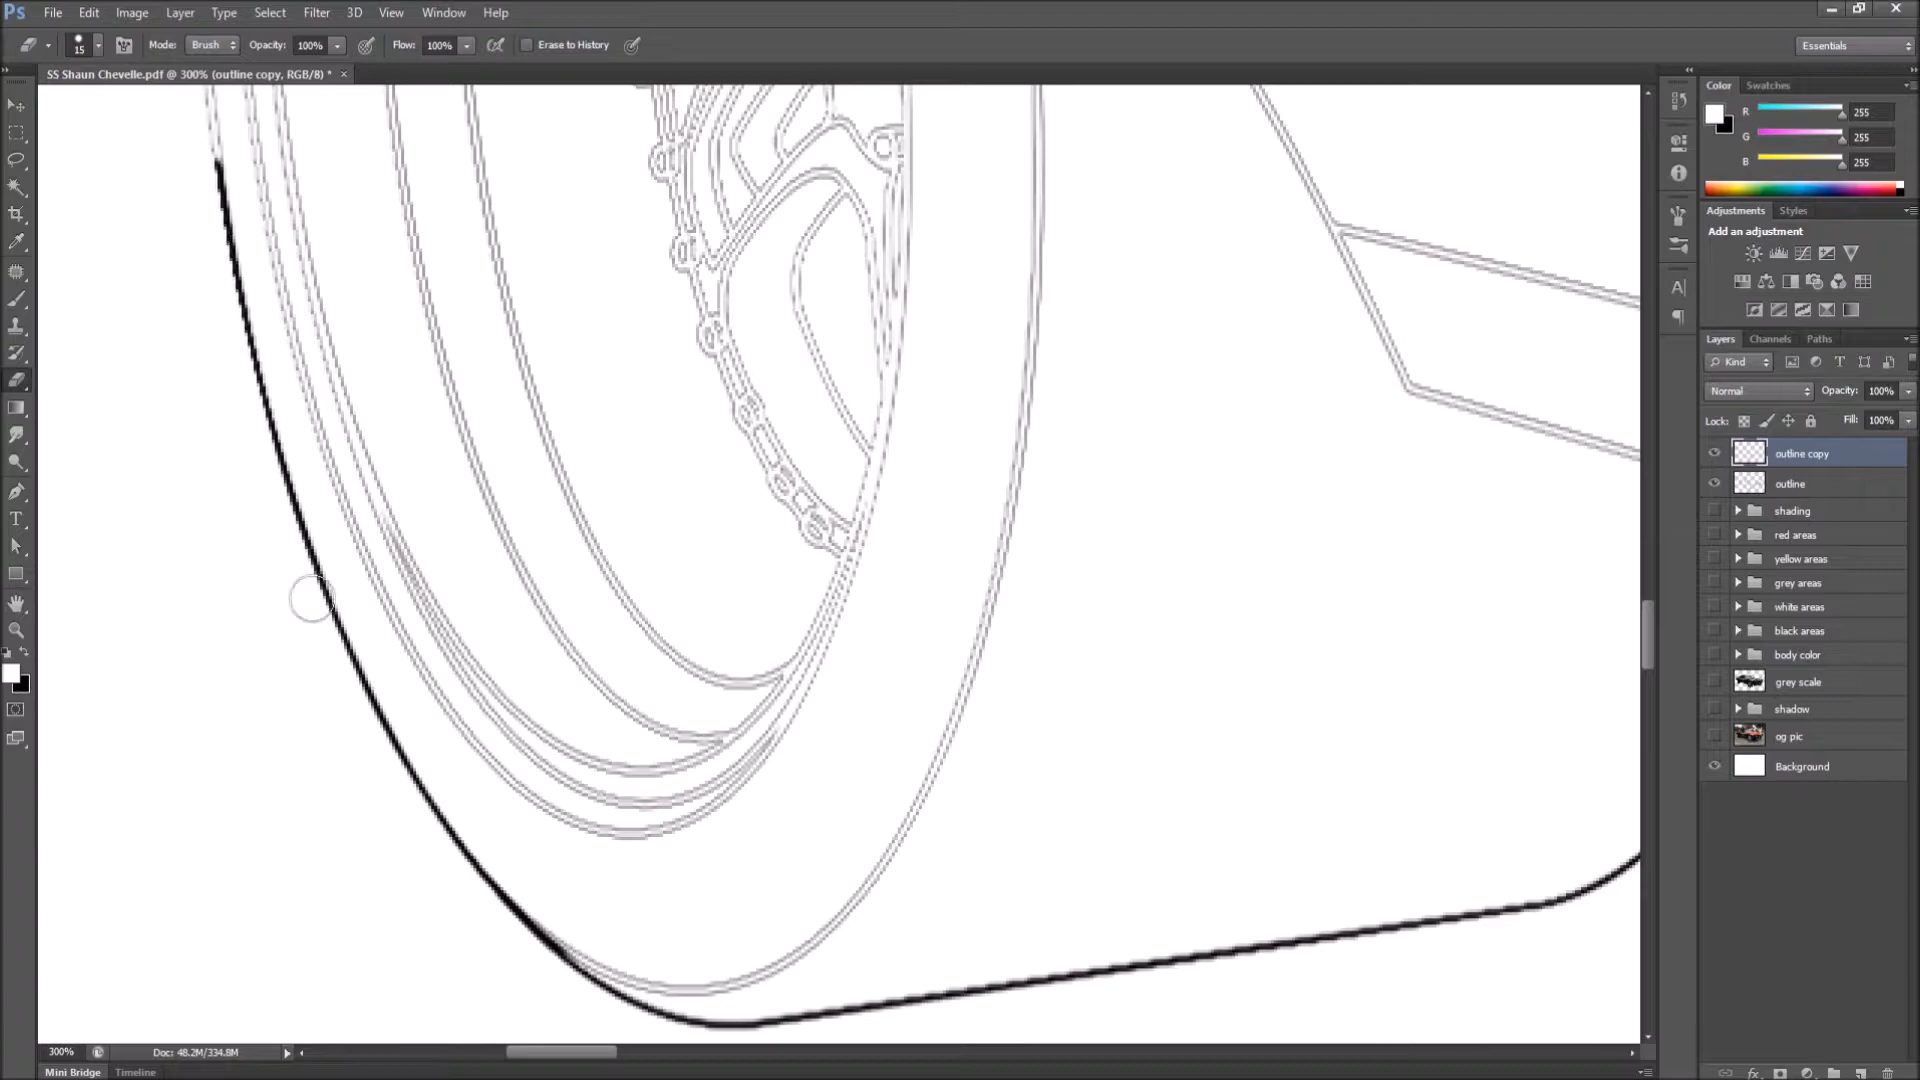 Ps File Edit Image Layer Type Select Filter 3D View Window Help
15 Mode: Brush Opacity: 100% Flow: 100% Erase to History Essentials
SS Shaun Chevelle.pdf @ 300% (outline copy, RGB/8) * ×
Color Swatches
R 255
G 255
B 255
Adjustments Styles
Add an adjustment
Layers Channels Paths
Kind
Normal Opacity: 100%
Lock: Fill: 100%
outline copy
outline
shading
red areas
yellow areas
grey areas
white areas
black areas
body color
grey scale
shadow
og pic
Background
300% Doc: 48.2M/334.8M
Mini Bridge Timeline